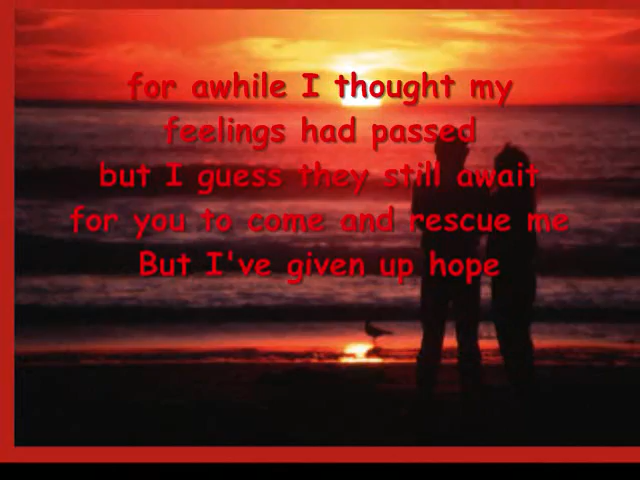 for awhile I thought my
feelings had passed
but I guess they still await
for you to come and rescue me
But I've given up hope